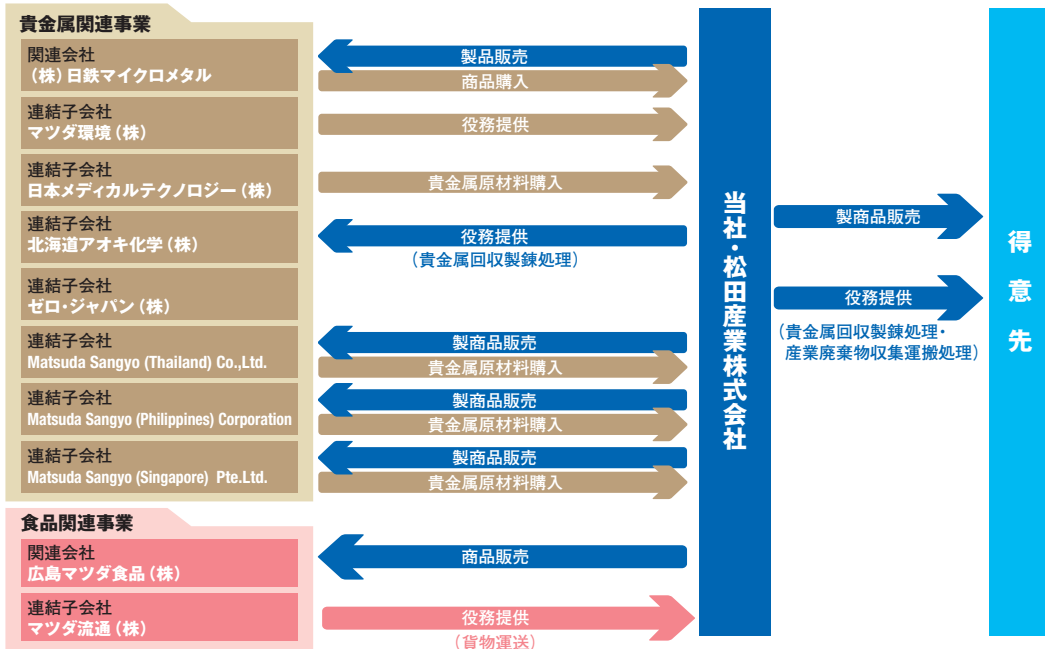 貴金属関連事業
関連会社
(株)日鉄マイクロメタル
製品販売
商品購入
連結子会社
マツダ環境(株)
役務提供
連結子会社
日本メディカルテクノロジー(株)
貴金属原材料購入
連結子会社
北海道アオキ化学(株)
役務提供
(貴金属回収製錬処理)
連結子会社
ゼロ・ジャパン(株)
連結子会社
Matsuda Sangyo (Thailand) Co.,Ltd.
製商品販売
貴金属原材料購入
連結子会社
Matsuda Sangyo (Philippines) Corporation
製商品販売
貴金属原材料購入
連結子会社
Matsuda Sangyo (Singapore) Pte.Ltd.
製商品販売
貴金属原材料購入
食品関連事業
関連会社
広島マツダ食品(株)
商品販売
連結子会社
マツダ流通(株)
役務提供
(貨物運送)
当社・松田産業株式会社
製商品販売
役務提供
(貴金属回収製錬処理・
産業廃棄物収集運搬処理)
得意先